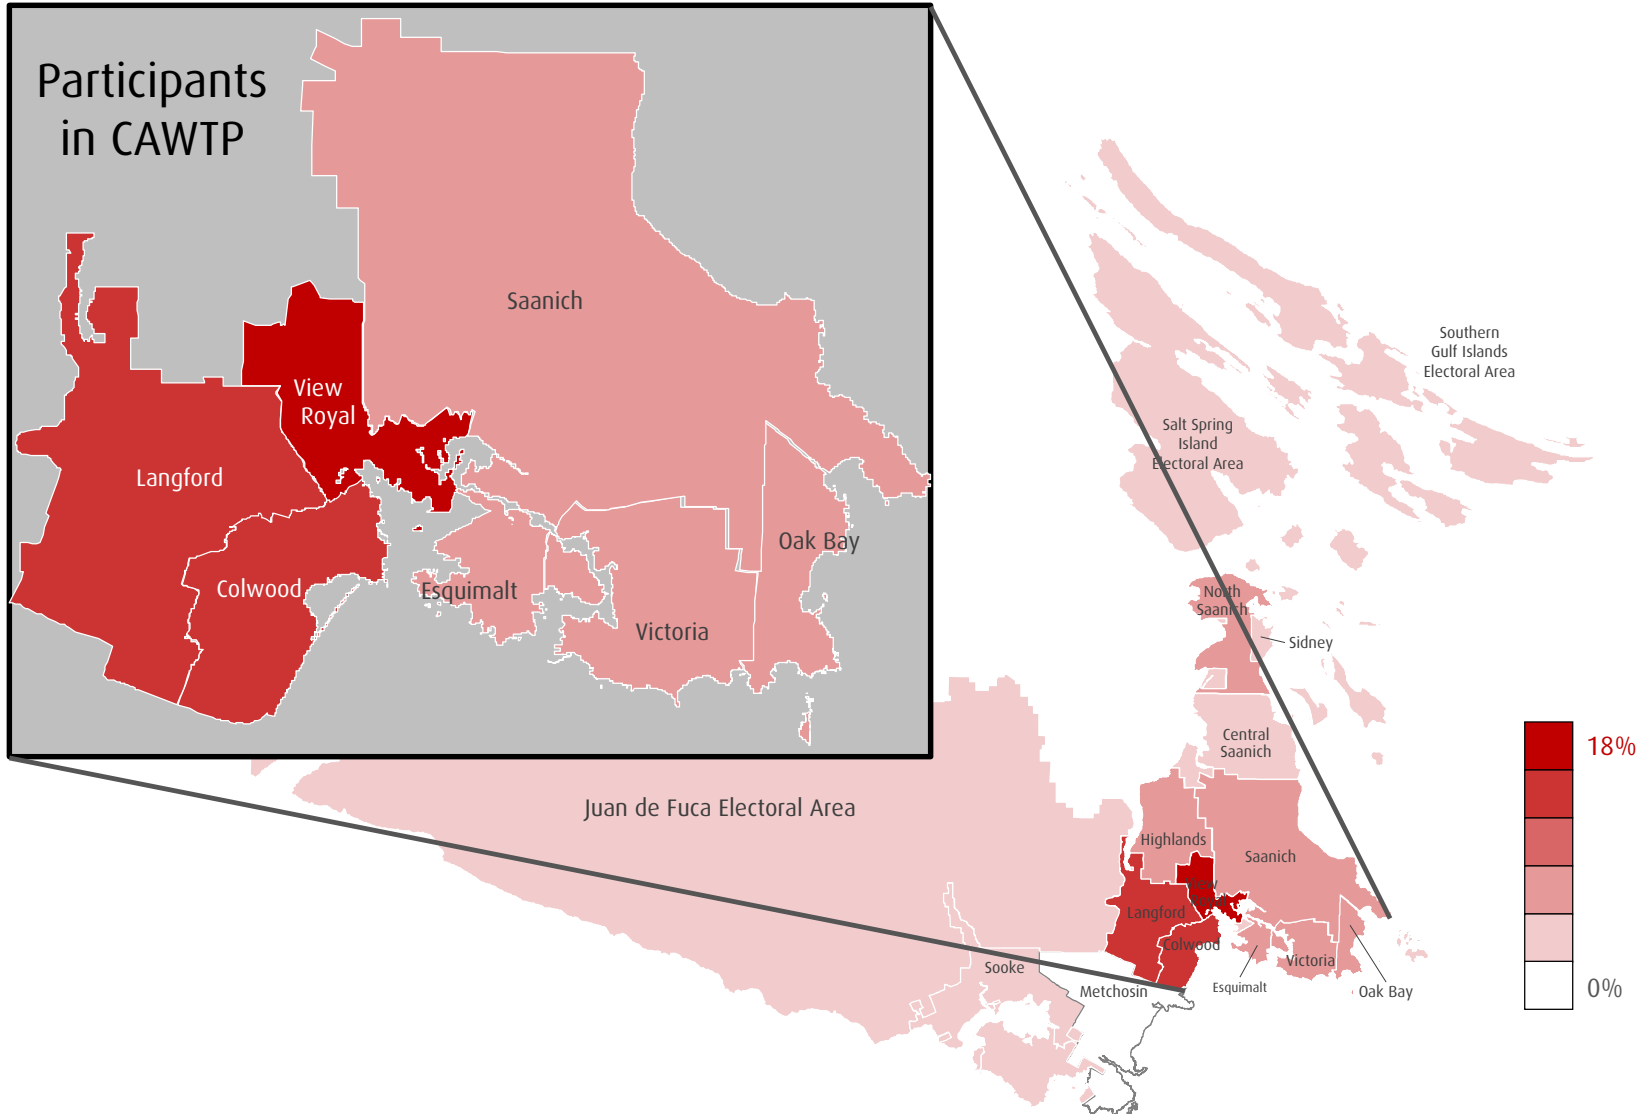 Participants
in CAWTP
Saanich
View
Royal
Langford
Colwood
Esquimalt
Oak Bay
Victoria
Southern
Gulf Islands
Electoral Area
Salt Spring
Island
Electoral Area
North
Saanich
Sidney
Central
Saanich
Juan de Fuca Electoral Area
Highlands
Saanich
View
Royal
Langford
Colwood
Sooke
Metchosin
Esquimalt
Victoria
Oak Bay
18%
0%